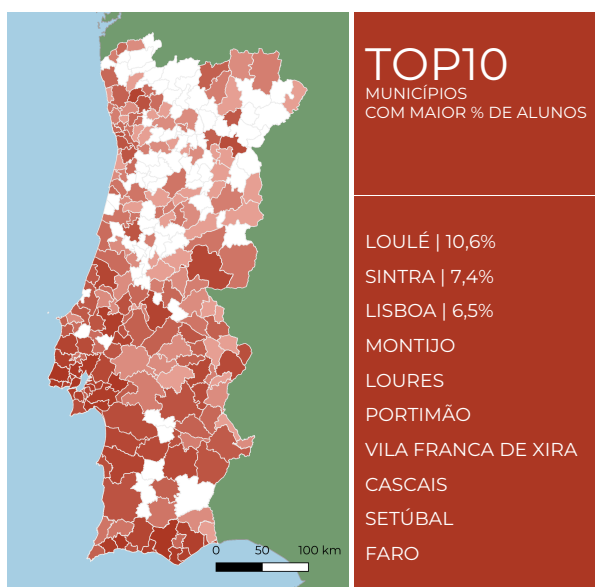 TOP10
MUNICÍPIOS
COM MAIOR % DE ALUNOS
LOULÉ | 10,6%
SINTRA | 7,4%
LISBOA | 6,5%
MONTIJO
LOURES
PORTIMÃO
VILA FRANCA DE XIRA
CASCAIS
SETÚBAL
FARO
0 50 100 km